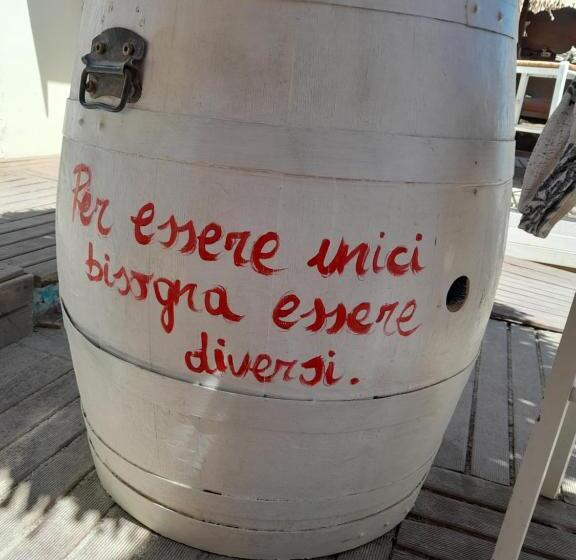 Per essere unici
bisogna essere
diversi.